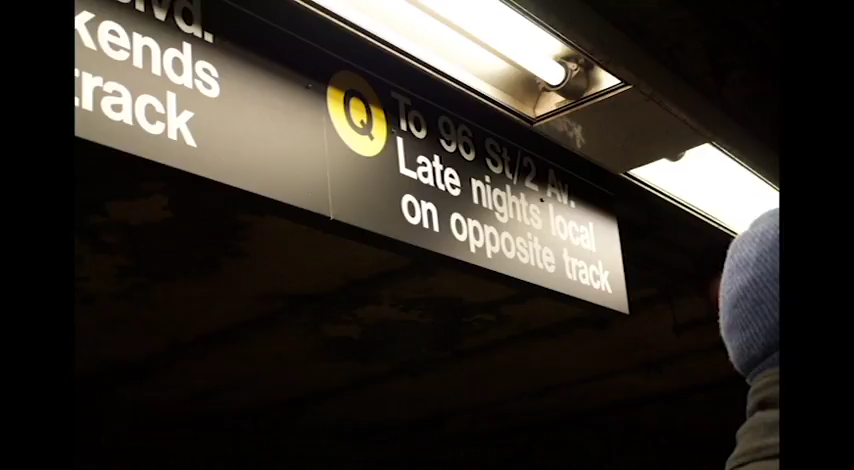 kends
track
Q
To 96 St/2 Av.
Late nights local
on opposite track